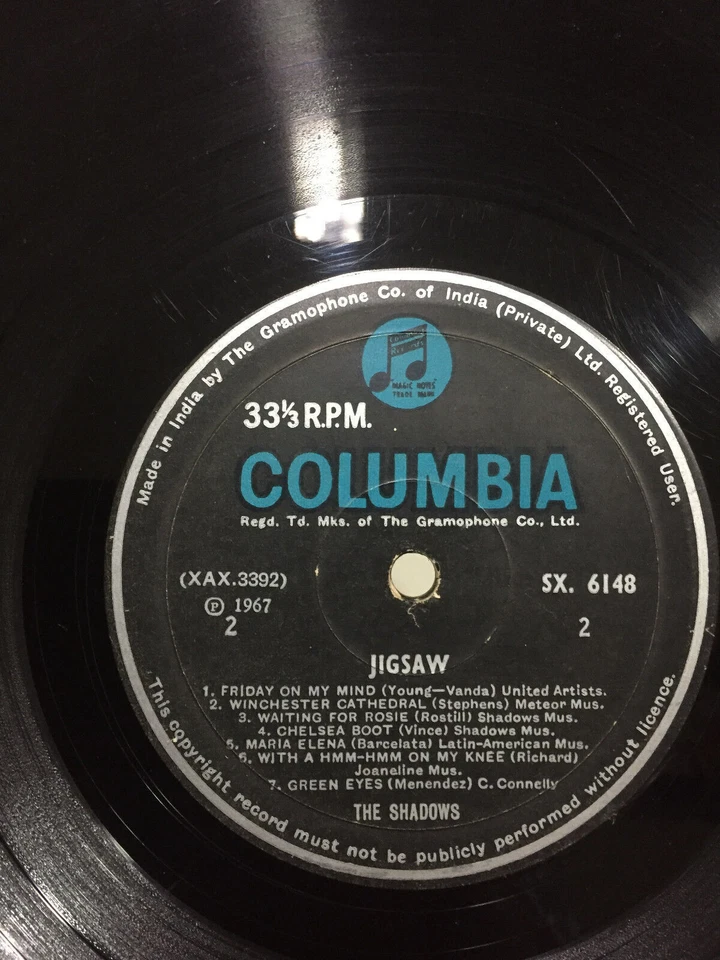 Made in India by The Gramophone Co. of India (Private) Ltd. Registered User.
"MAGIC NOTES"
TRADE MARK
33⅓ R.P.M.
COLUMBIA
Regd. Td. Mks. of The Gramophone Co., Ltd.
(XAX.3392)
SX. 6148
Ⓟ 1967
2
2
JIGSAW
1. FRIDAY ON MY MIND (Young—Vanda) United Artists.
2. WINCHESTER CATHEDRAL (Stephens) Meteor Mus.
3. WAITING FOR ROSIE (Rostill) Shadows Mus.
4. CHELSEA BOOT (Vince) Shadows Mus.
5. MARIA ELENA (Barcelata) Latin-American Mus.
6. WITH A HMM-HMM ON MY KNEE (Richard)
Joaneline Mus.
7. GREEN EYES (Menendez) C. Connelly
THE SHADOWS
This copyright record must not be publicly performed without licence.